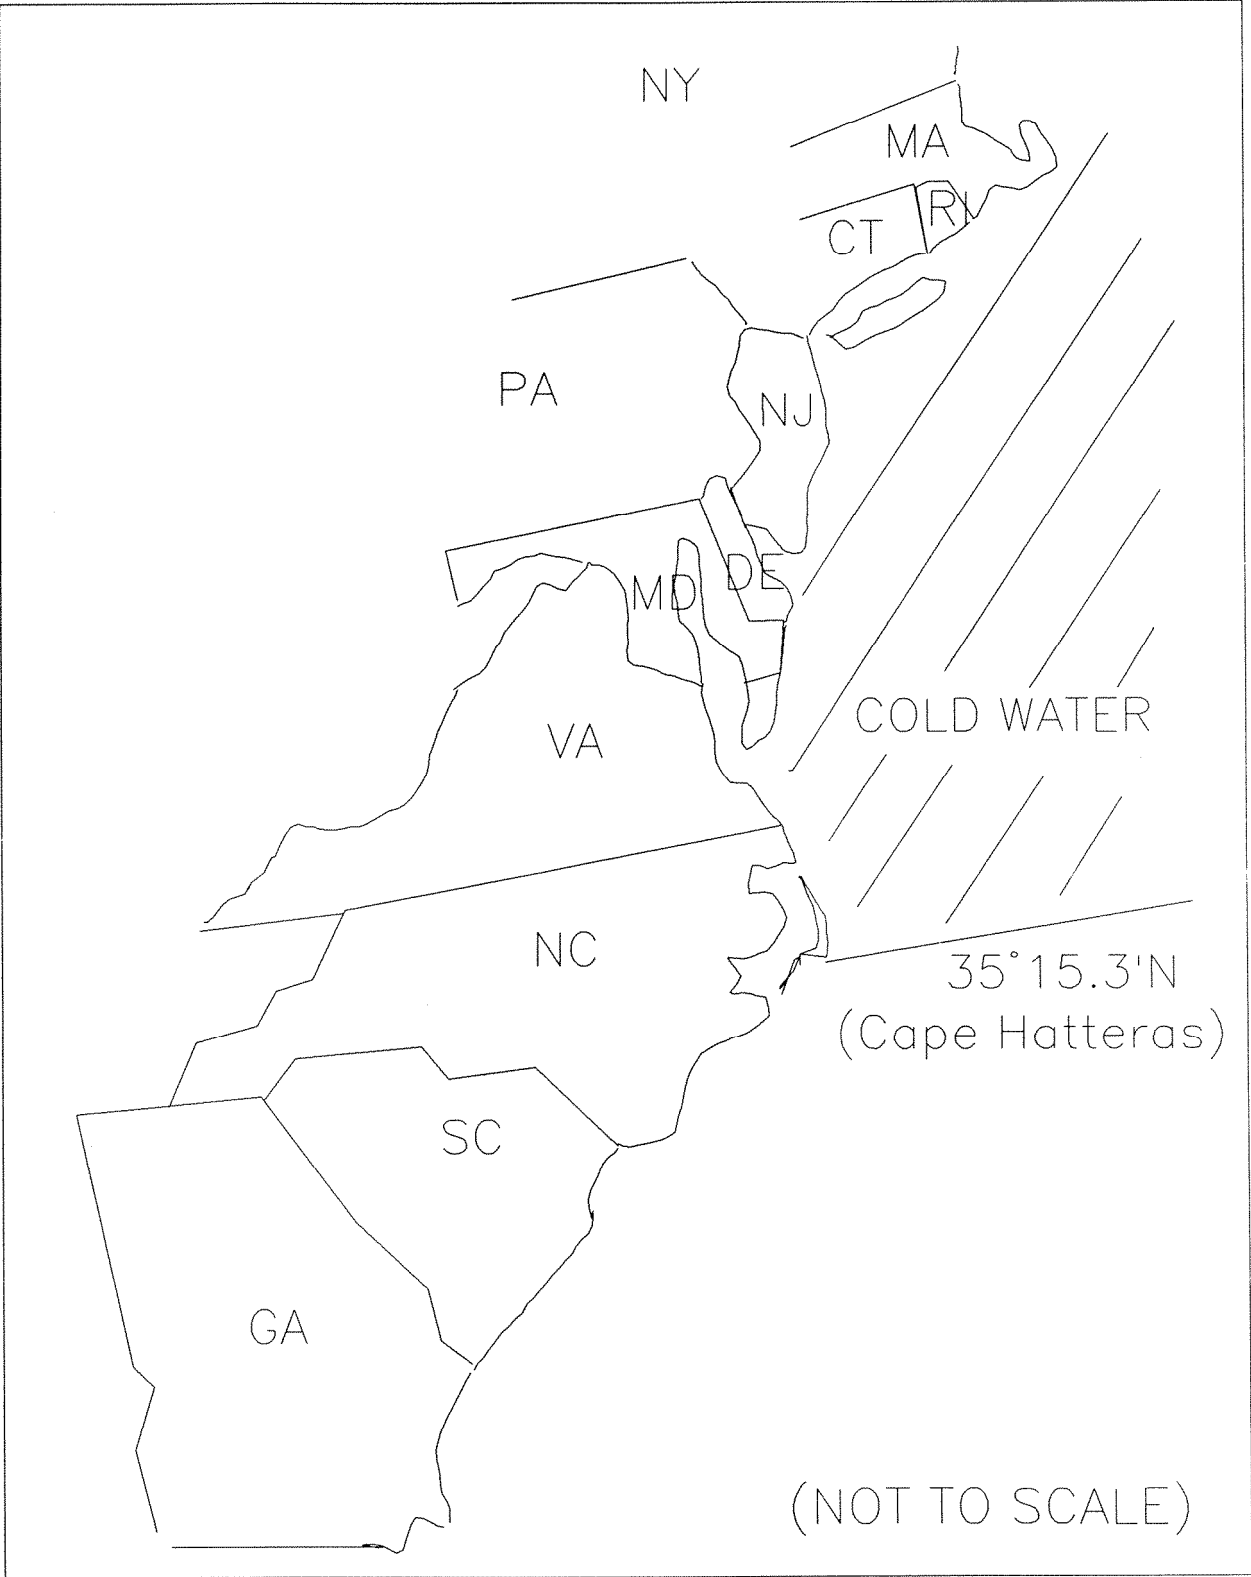 NY
MA
RI
CT
PA
NJ
DE
MD
COLD WATER
VA
NC
35°15.3'N
(Cape Hatteras)
SC
GA
(NOT TO SCALE)